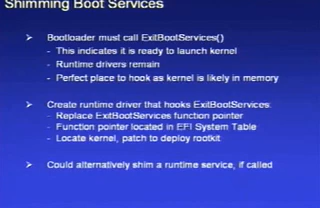 Shimming Boot Services
➢ Bootloader must call ExitBootServices()
- This indicates it is ready to launch kernel
- Runtime drivers remain
- Perfect place to hook as kernel is likely in memory
➢ Create runtime driver that hooks ExitBootServices:
- Replace ExitBootServices function pointer
- Function pointer located in EFI System Table
- Locate kernel, patch to deploy rootkit
➢ Could alternatively shim a runtime service, if called